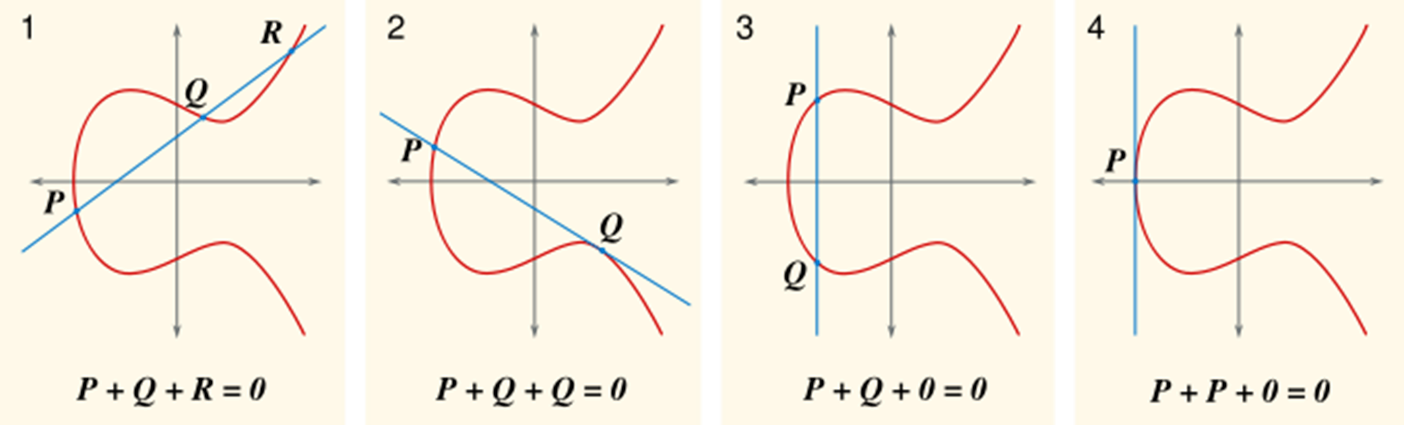 1
R
Q
P
P + Q + R = 0
2
P
Q
P + Q + Q = 0
3
P
Q
P + Q + 0 = 0
4
P
P + P + 0 = 0